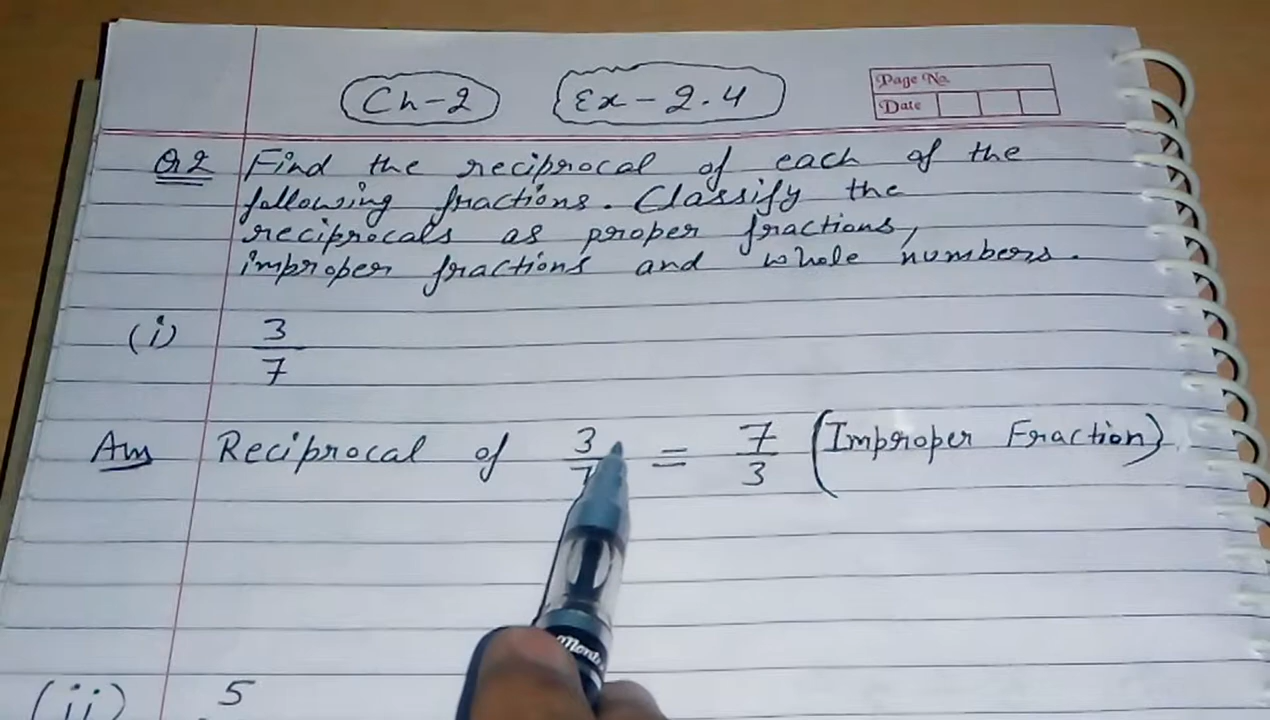 Ch-2 Ex-2.4
Page No.
Date
Q2 Find the reciprocal of each of the
following fractions. Classify the
reciprocals as proper fractions,
improper fractions and whole numbers.
(i) 3/7
Ans Reciprocal of 3/7 = 7/3 (Improper Fraction)
(ii) 5